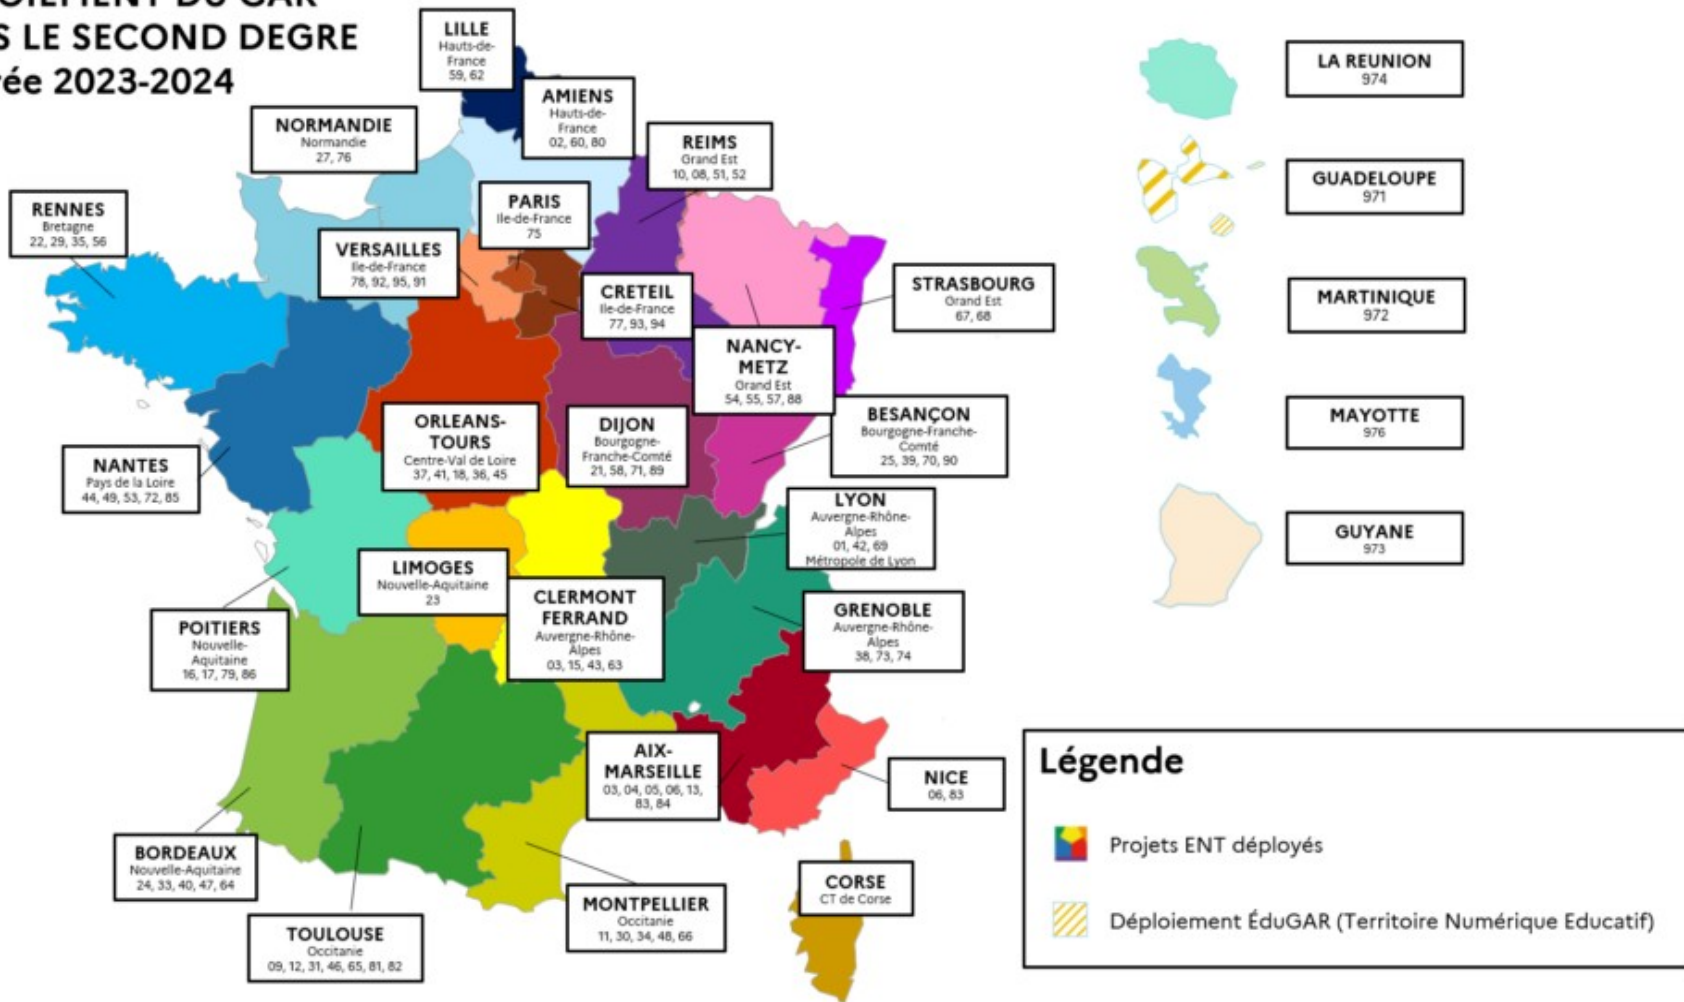 S LE SECOND DEGRE
2023-2024
LILLE
Hauts-de-
France
59, 62
AMIENS
Hauts-de-
France
02, 60, 80
NORMANDIE
Normandie
27, 76
REIMS
Grand Est
10, 08, 51, 52
PARIS
Ile-de-France
75
RENNES
Bretagne
22, 29, 35, 56
VERSAILLES
Ile-de-France
78, 92, 95, 91
CRETEIL
Ile-de-France
77, 93, 94
STRASBOURG
Grand Est
67, 68
NANCY-
METZ
Grand Est
54, 55, 57, 88
ORLEANS-
TOURS
Centre-Val de Loire
37, 41, 18, 36, 45
DIJON
Bourgogne-
Franche-Comté
21, 58, 71, 89
BESANÇON
Bourgogne-Franche-
Comté
25, 39, 70, 90
NANTES
Pays de la Loire
44, 49, 53, 72, 85
LYON
Auvergne-Rhône-
Alpes
01, 42, 69
Métropole de Lyon
LIMOGES
Nouvelle-Aquitaine
23
CLERMONT
FERRAND
Auvergne-Rhône-
Alpes
03, 15, 43, 63
GRENOBLE
Auvergne-Rhône-
Alpes
38, 73, 74
POITIERS
Nouvelle-
Aquitaine
16, 17, 79, 86
AIX-
MARSEILLE
03, 04, 05, 06, 13,
83, 84
NICE
06, 83
BORDEAUX
Nouvelle-Aquitaine
24, 33, 40, 47, 64
MONTPELLIER
Occitanie
11, 30, 34, 48, 66
CORSE
CT de Corse
TOULOUSE
Occitanie
09, 12, 31, 46, 65, 81, 82
LA REUNION
974
GUADELOUPE
971
MARTINIQUE
972
MAYOTTE
976
GUYANE
973
Légende
Projets ENT déployés
Déploiement ÉduGAR (Territoire Numérique Educatif)